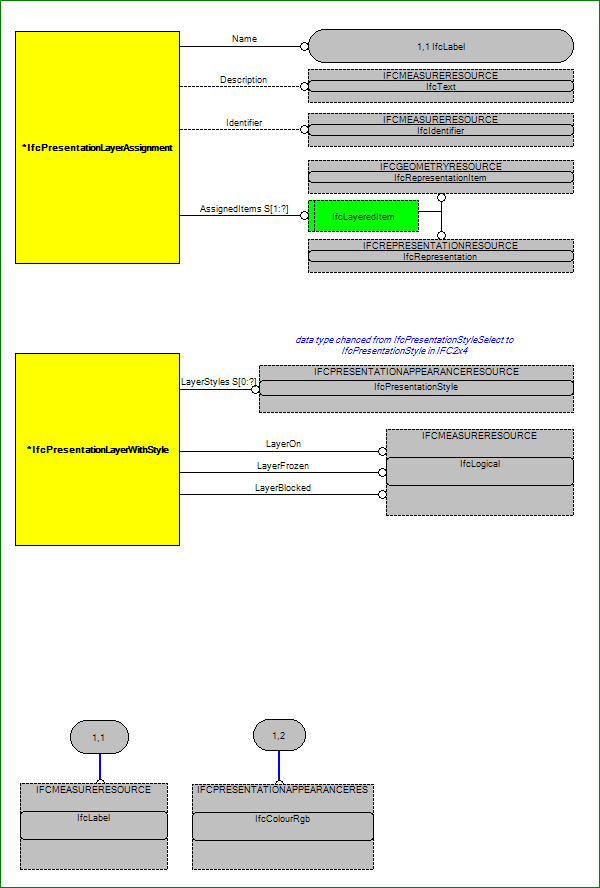 Name
1,1 IfcLabel
Description
IFCMEASURERESOURCE
IfcText
Identifier
IFCMEASURERESOURCE
IfcIdentifier
*IfcPresentationLayerAssignment
IFCGEOMETRYRESOURCE
IfcRepresentationItem
AssignedItems S[1:?]
IfcLayeredItem
IFCREPRESENTATIONRESOURCE
IfcRepresentation
data type chanced from IfcPresentationStyleSelect to
IfcPresentationStyle in IFC2x4
IFCPRESENTATIONAPPEARANCERESOURCE
LayerStyles S[0:?]
IfcPresentationStyle
*IfcPresentationLayerWithStyle
LayerOn
IFCMEASURERESOURCE
LayerFrozen
IfcLogical
LayerBlocked
1,1
1,2
IFCMEASURERESOURCE
IfcLabel
IFCPRESENTATIONAPPEARANCERES
IfcColourRgb